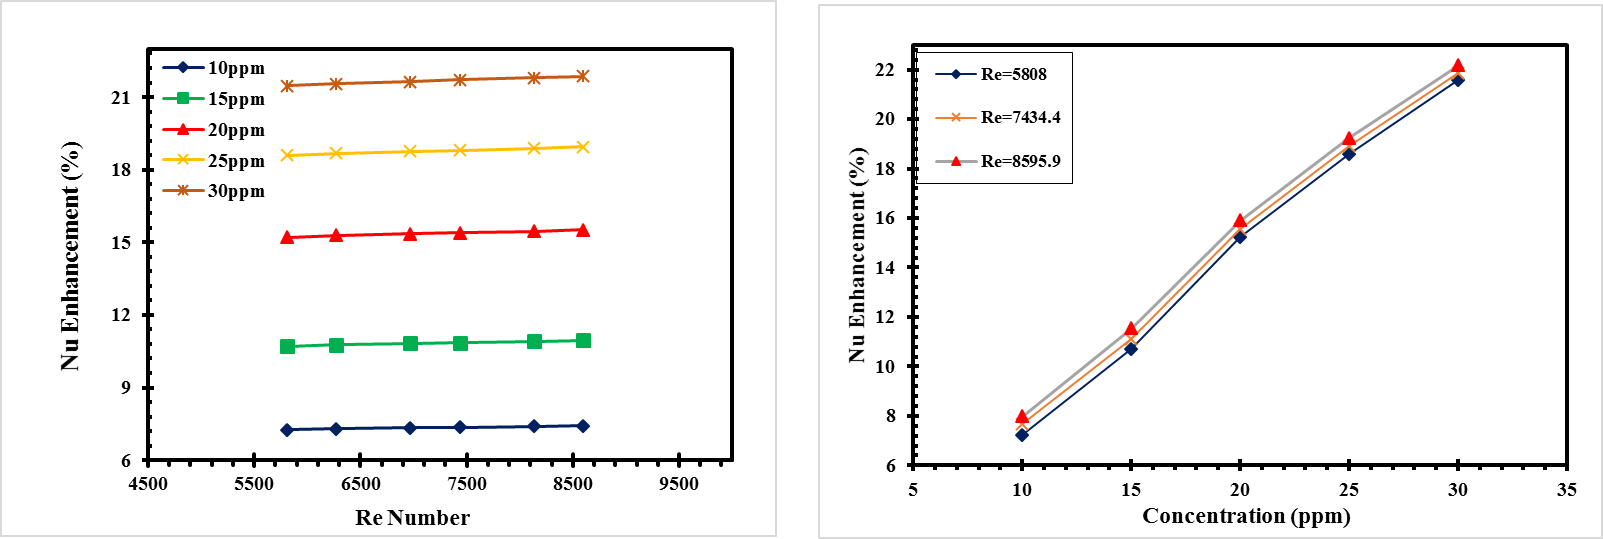 10ppm
15ppm
20ppm
25ppm
30ppm
21
18
15
12
9
6
4500 5500 6500 7500 8500 9500
Re Number
Nu Enhancement (%)
Re=5808
Re=7434.4
Re=8595.9
22
20
18
16
14
12
10
8
6
5 10 15 20 25 30 35
Concentration (ppm)
Nu Enhancement (%)